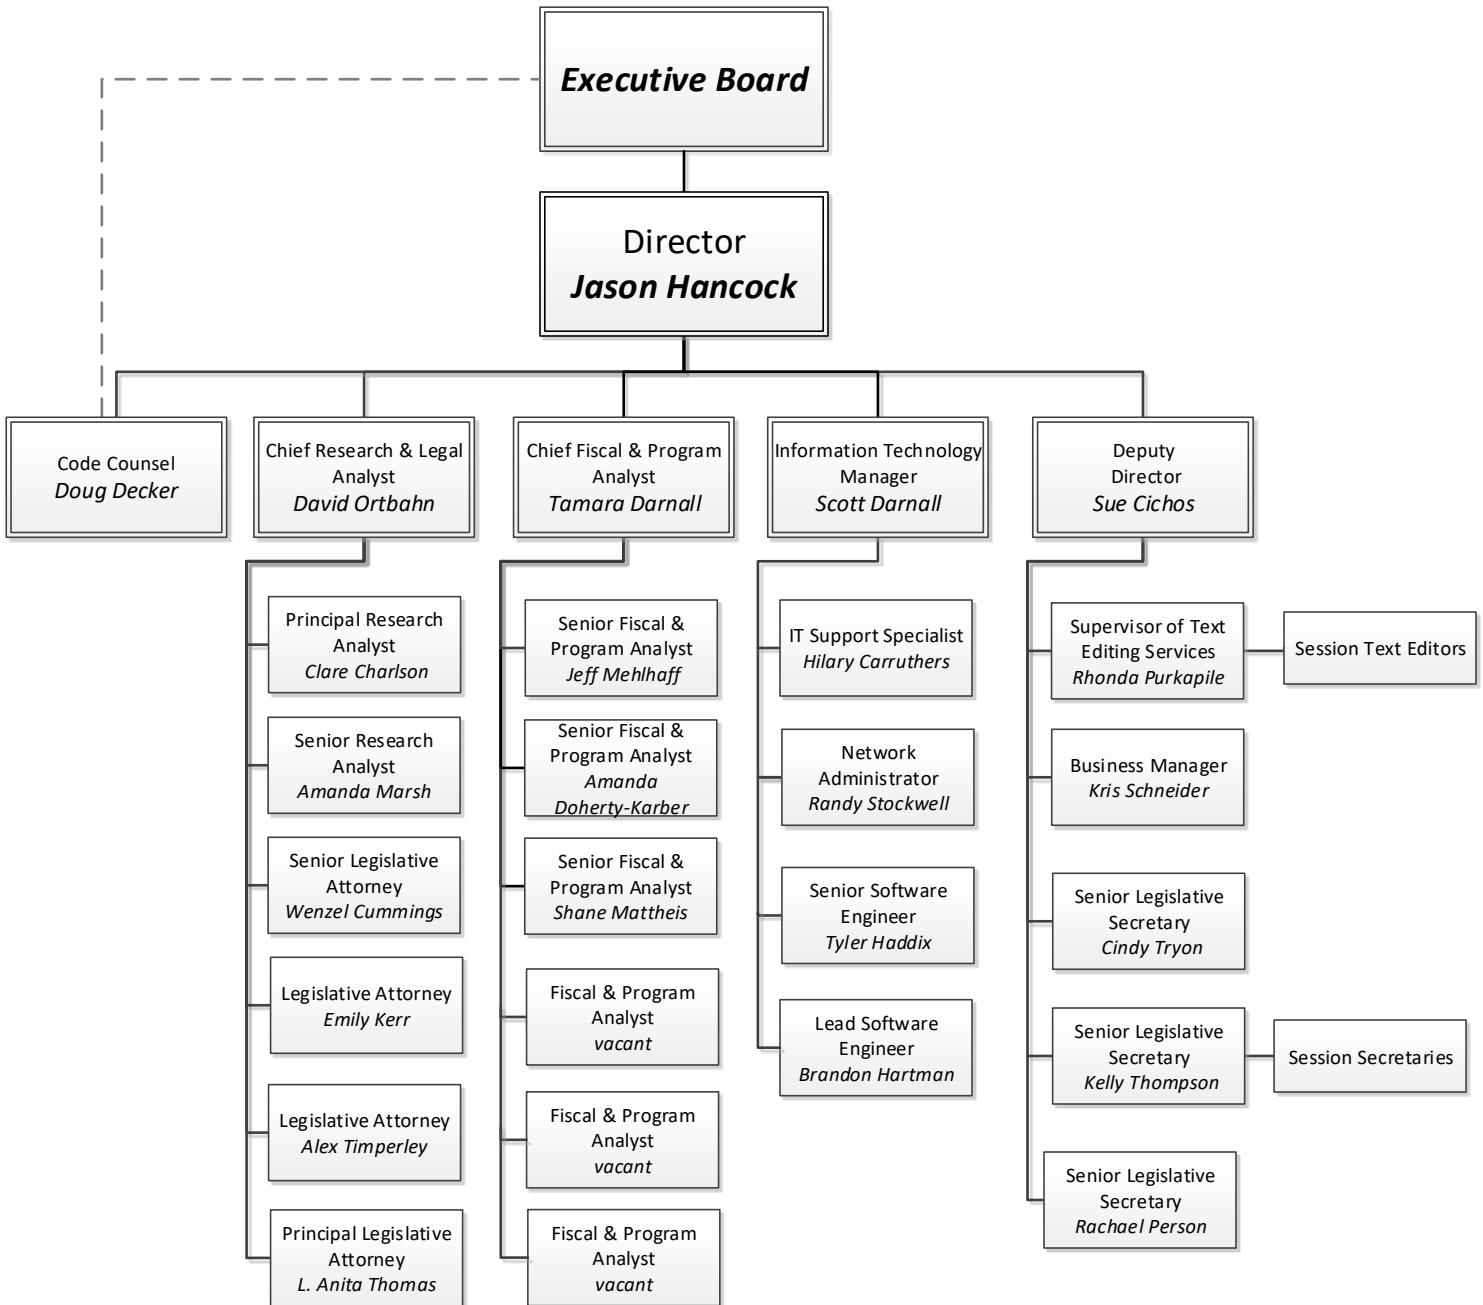 Executive Board
Director
Jason Hancock
Code Counsel
Doug Decker
Chief Research & Legal
Analyst
David Ortbahn
Chief Fiscal & Program
Analyst
Tamara Darnall
Information Technology
Manager
Scott Darnall
Deputy
Director
Sue Cichos
Principal Research
Analyst
Clare Charlson
Senior Research
Analyst
Amanda Marsh
Senior Legislative
Attorney
Wenzel Cummings
Legislative Attorney
Emily Kerr
Legislative Attorney
Alex Timperley
Principal Legislative
Attorney
L. Anita Thomas
Senior Fiscal &
Program Analyst
Jeff Mehlhaff
Senior Fiscal &
Program Analyst
Amanda
Doherty-Karber
Senior Fiscal &
Program Analyst
Shane Mattheis
Fiscal & Program
Analyst
vacant
Fiscal & Program
Analyst
vacant
Fiscal & Program
Analyst
vacant
IT Support Specialist
Hilary Carruthers
Network
Administrator
Randy Stockwell
Senior Software
Engineer
Tyler Haddix
Lead Software
Engineer
Brandon Hartman
Supervisor of Text
Editing Services
Rhonda Purkapile
Session Text Editors
Business Manager
Kris Schneider
Senior Legislative
Secretary
Cindy Tryon
Senior Legislative
Secretary
Kelly Thompson
Session Secretaries
Senior Legislative
Secretary
Rachael Person